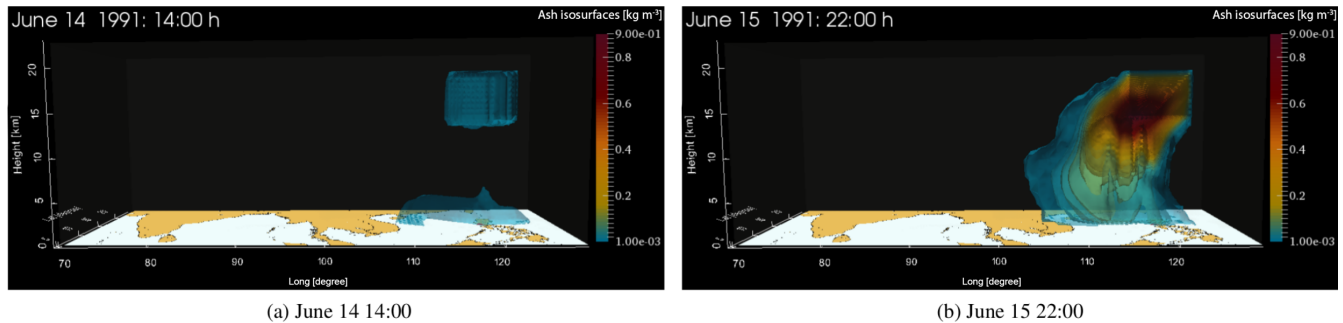 June 14 1991: 14:00 h
Ash isosurfaces [kg m⁻³]
9.00e-01
0.8
0.6
0.4
0.2
1.00e-03
20
15
10
5
0
Height [km]
70
80
90
100
110
120
Long [degree]
(a) June 14 14:00
June 15 1991: 22:00 h
Ash isosurfaces [kg m⁻³]
9.00e-01
0.8
0.6
0.4
0.2
1.00e-03
20
15
10
5
0
Height [km]
70
80
90
100
110
120
Long [degree]
(b) June 15 22:00